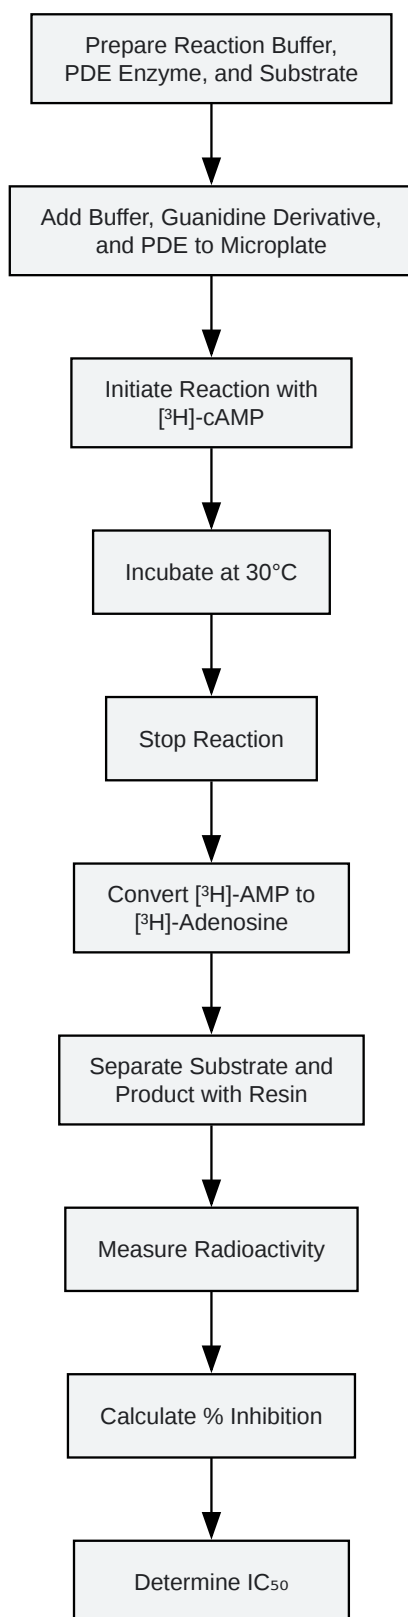 Prepare Reaction Buffer,
PDE Enzyme, and Substrate
Add Buffer, Guanidine Derivative,
and PDE to Microplate
Initiate Reaction with
[³H]-cAMP
Incubate at 30°C
Stop Reaction
Convert [³H]-AMP to
[³H]-Adenosine
Separate Substrate and
Product with Resin
Measure Radioactivity
Calculate % Inhibition
Determine IC₅₀